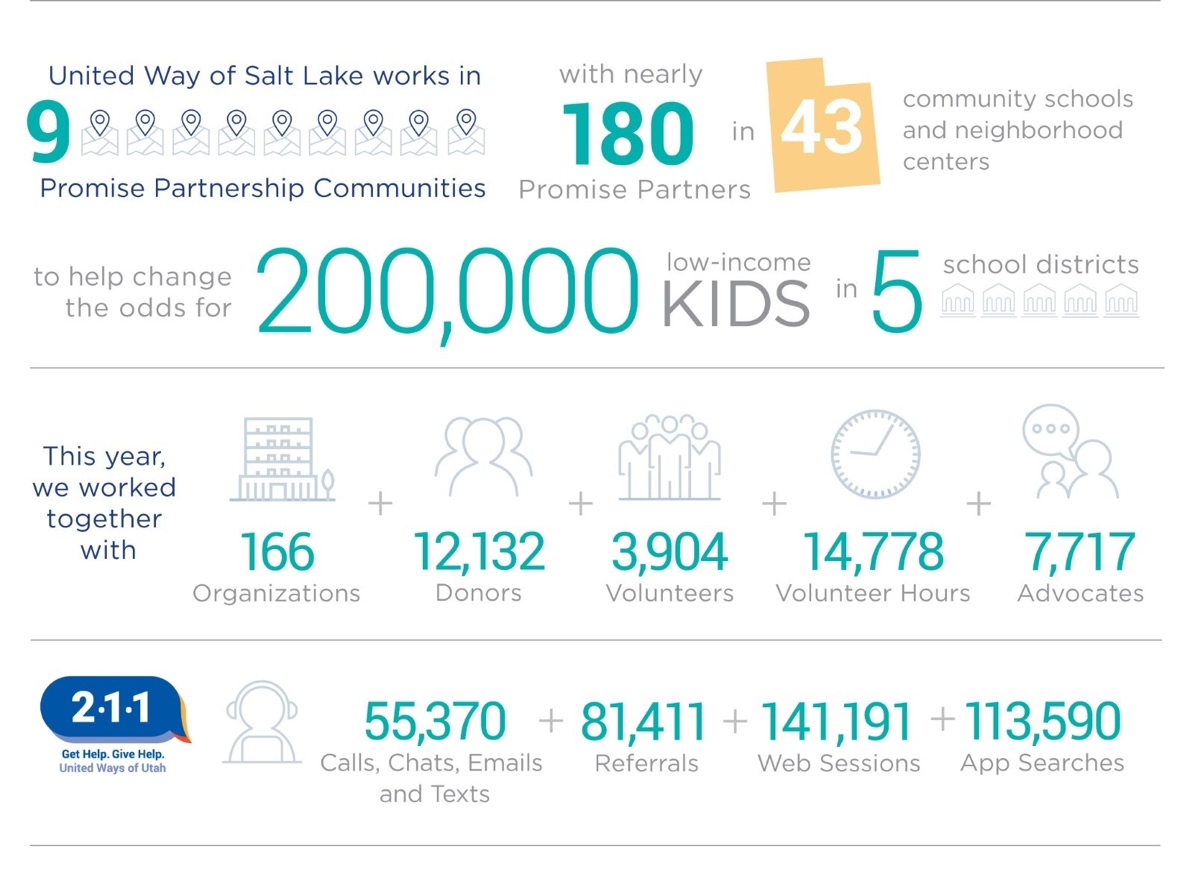 United Way of Salt Lake works in
9
Promise Partnership Communities
with nearly
180
Promise Partners
in
43
community schools
and neighborhood
centers
to help change
the odds for
200,000
low-income
KIDS
in
5
school districts
This year,
we worked
together
with
166
Organizations
+
12,132
Donors
+
3,904
Volunteers
+
14,778
Volunteer Hours
+
7,717
Advocates
2·1·1
Get Help. Give Help.
United Ways of Utah
55,370
Calls, Chats, Emails
and Texts
+
81,411
Referrals
+
141,191
Web Sessions
+
113,590
App Searches